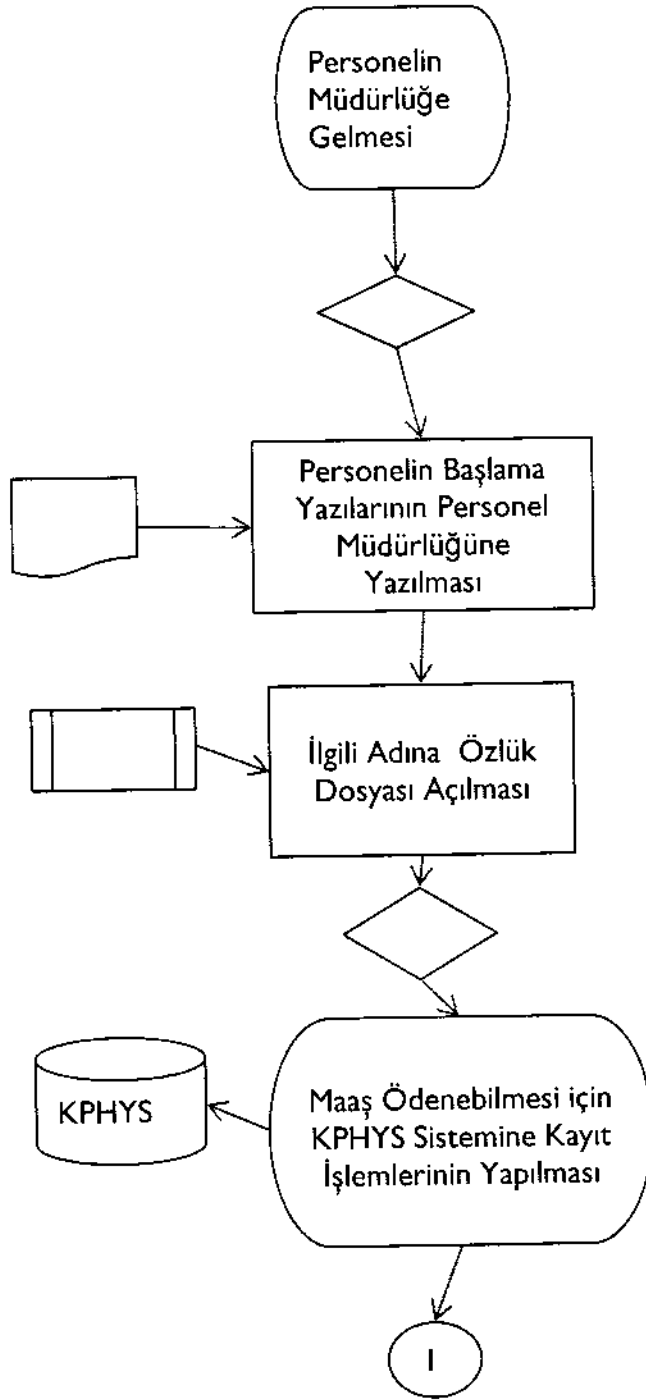 Personelin
Müdürlüğe
Gelmesi
Personelin Başlama
Yazılarının Personel
Müdürlüğüne
Yazılması
İlgili Adına Özlük
Dosyası Açılması
KPHYS
Maaş Ödenebilmesi için
KPHYS Sistemine Kayıt
İşlemlerinin Yapılması
I